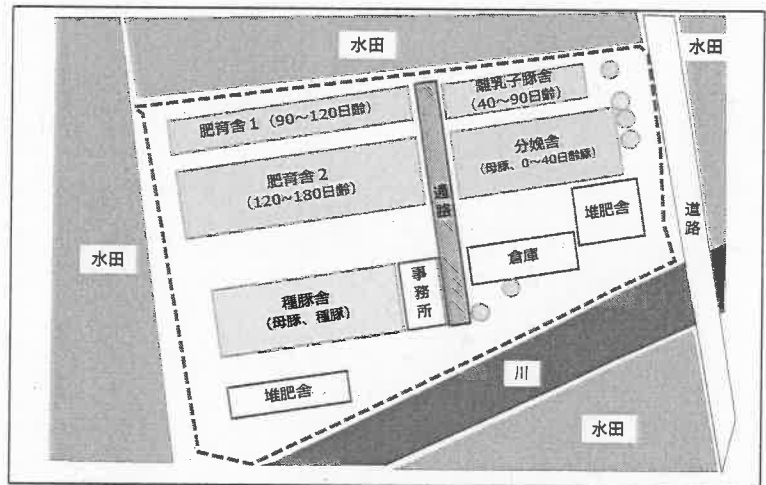 水田
水田
離乳子豚舎
(40～90日齢)
肥育舎１ (90～120日齢)
分娩舎
(母豚、0～40日齢豚)
肥育舎２
(120～180日齢)
通路
堆肥舎
道路
水田
倉庫
事務所
種豚舎
(母豚、種豚)
川
堆肥舎
水田